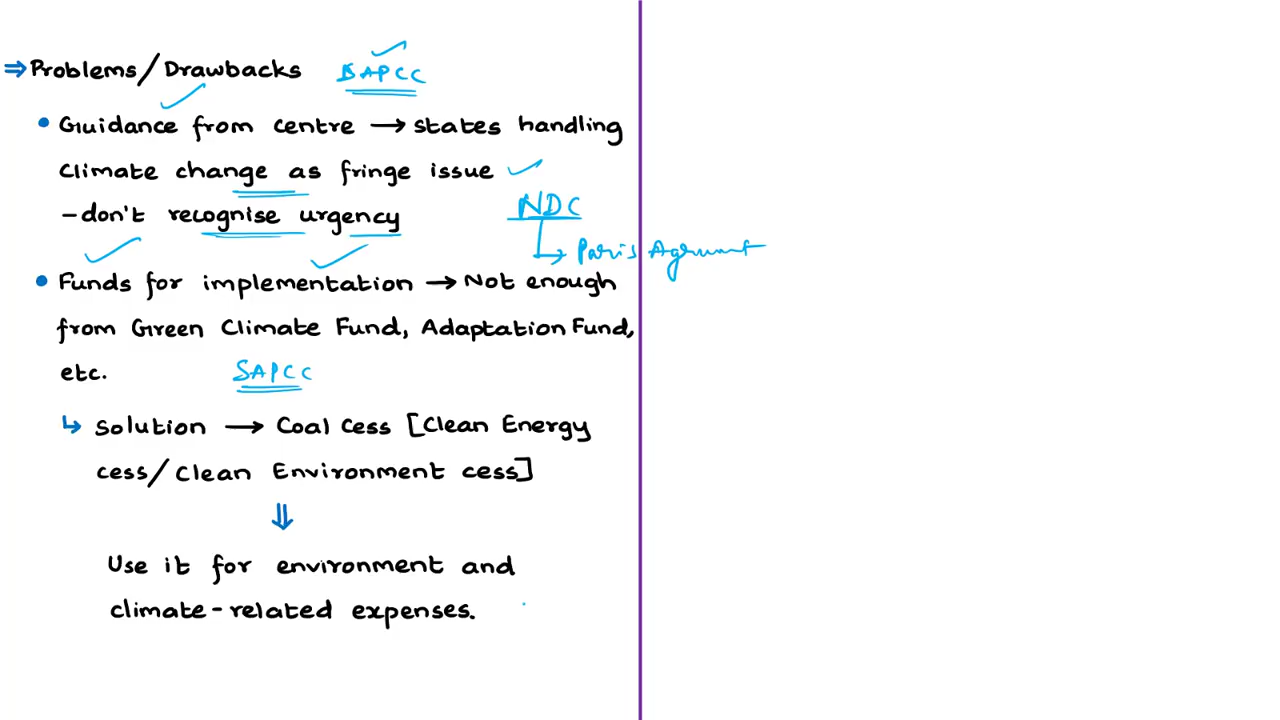 ⇒ Problems/Drawbacks SAPCC
• Guidance from centre → states handling
climate change as fringe issue
- don't recognise urgency
NDC
↳ Paris Agreement
• Funds for implementation → Not enough
from Green Climate Fund, Adaptation Fund,
etc.
SAPCC
↳ Solution → Coal Cess [Clean Energy
cess/Clean Environment cess]
⇓
Use it for environment and
climate-related expenses.